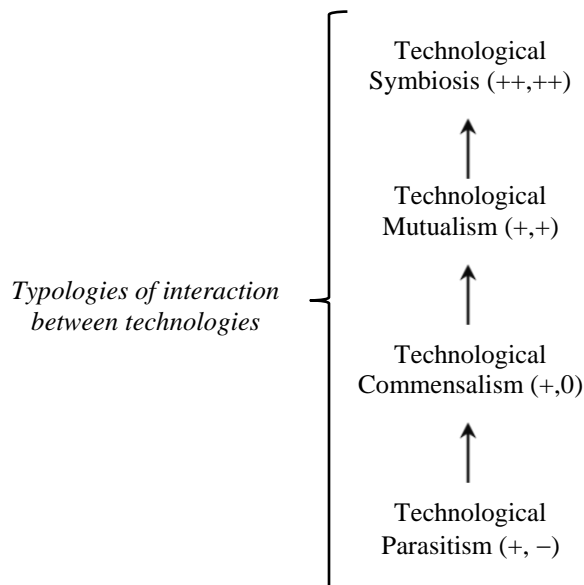 Technological
Symbiosis (++,++)
Technological
Mutualism (+,+)
Typologies of interaction
between technologies
Technological
Commensalism (+,0)
Technological
Parasitism (+, −)